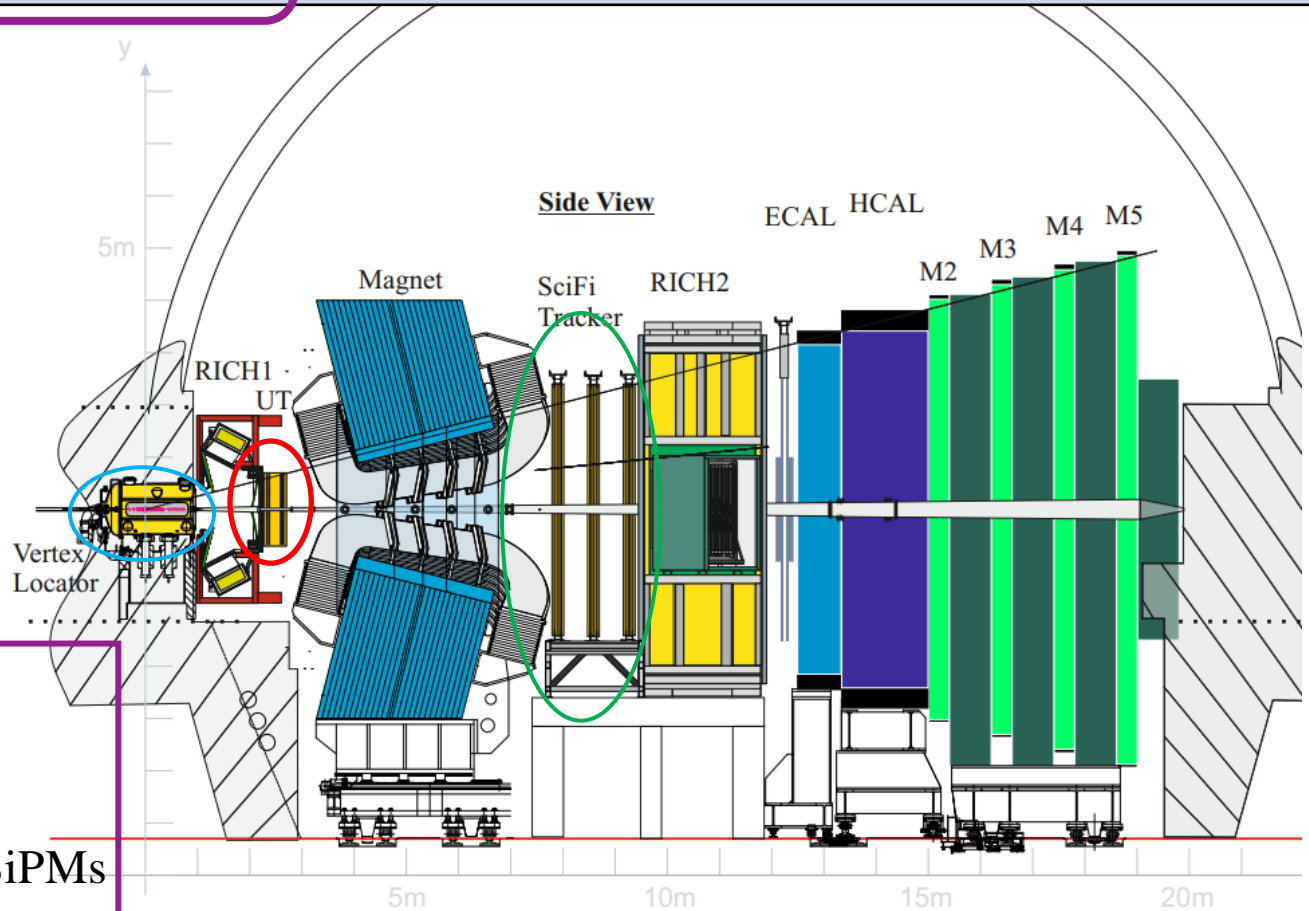 y
5m
Side View
ECAL
HCAL
M2
M3
M4
M5
Magnet
SciFi
Tracker
RICH2
RICH1
UT
Vertex
Locator
5m
10m
15m
20m